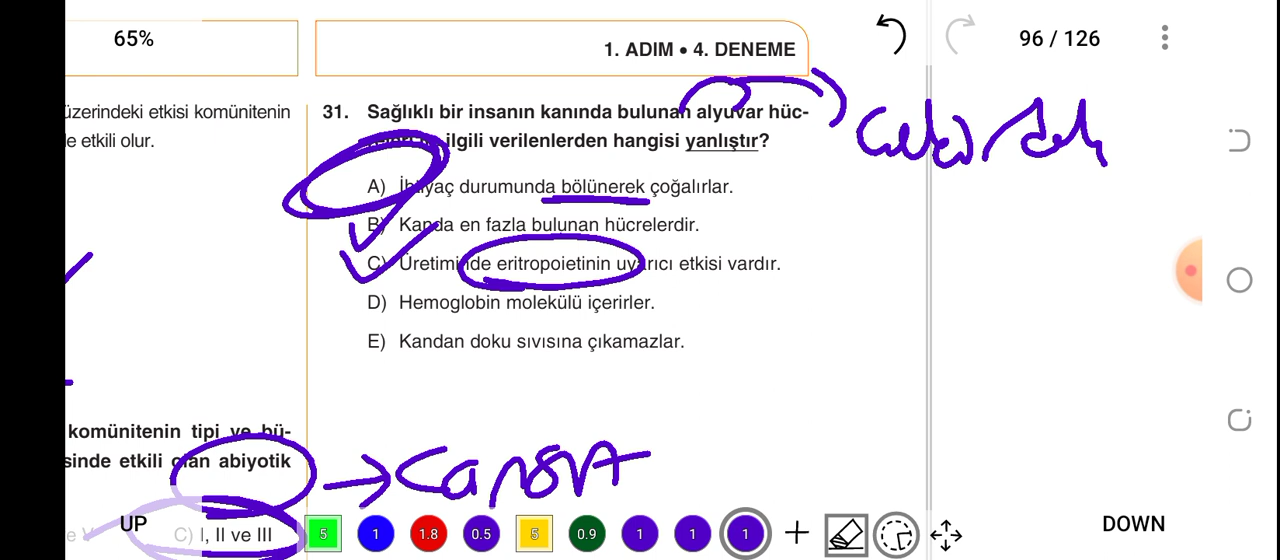 65%
1. ADIM • 4. DENEME
96 / 126
üzerindeki etkisi komünitenin
le etkili olur.
31. Sağlıklı bir insanın kanında bulunan alyuvar hüc-
ilgili verilenlerden hangisi yanlıştır?
A) İhtiyaç durumunda bölünerek çoğalırlar.
B) Kanda en fazla bulunan hücrelerdir.
C) Üretiminde eritropoietinin uyarıcı etkisi vardır.
D) Hemoglobin molekülü içerirler.
E) Kandan doku sıvısına çıkamazlar.
komünitenin tipi ve bü-
sinde etkili olan abiyotik
e V C) I, II ve III
UP
5 1 1.8 0.5 5 0.9 1 1 1
DOWN